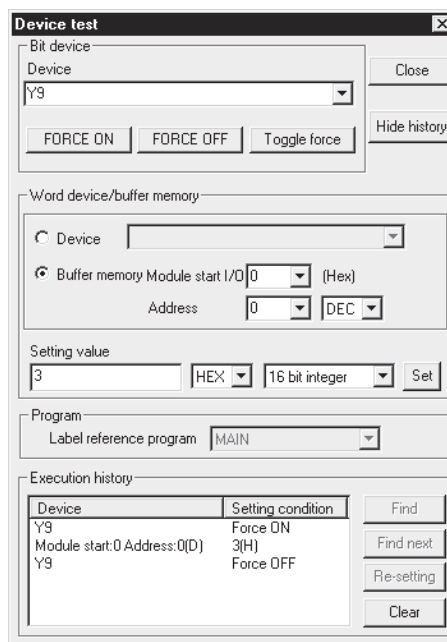 Device test
Bit device
Device
Y9
Close
FORCE ON FORCE OFF Toggle force
Hide history
Word device/buffer memory
Device
Buffer memory Module start I/O 0 (Hex)
Address 0 DEC
Setting value
3 HEX 16 bit integer Set
Program
Label reference program MAIN
Execution history
Device Setting condition
Y9 Force ON
Module start:0 Address:0(D) 3(H)
Y9 Force OFF
Find
Find next
Re-setting
Clear